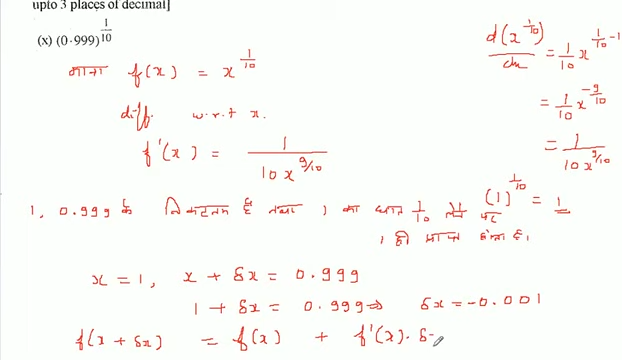 upto 3 places of decimal]
(x) (0·999)^{1/10}
माना f(x) = x^{1/10}
diff. w.r.t x.
f'(x) = 1/(10x^{9/10})
d(x^{1/10})/dx = 1/10 x^{1/10 - 1}
= 1/10 x^{-9/10}
= 1/(10x^{9/10})
1, 0.999 के निकटतम है तथा 1 का घात 1/10 लेने पर (1)^{1/10} = 1
1 ही प्राप्त होता है।
x = 1, x + δx = 0.999
1 + δx = 0.999 ⇒ δx = -0.001
f(x + δx) = f(x) + f'(x). δ